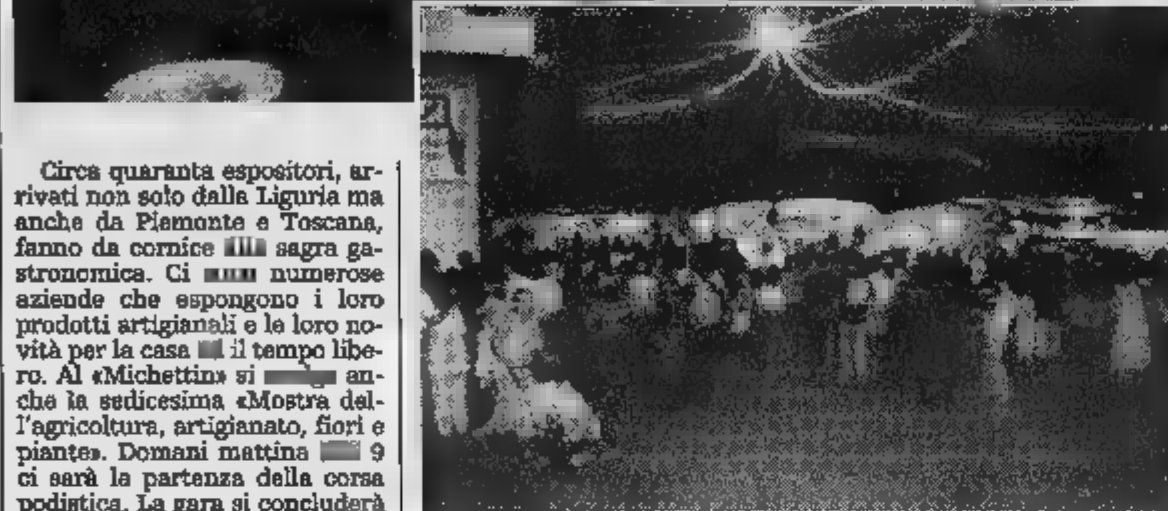 Circa quaranta espositori, ar-
rivati non solo dalla Liguria ma
anche da Piemonte e Toscana,
fanno da cornice sagra ga-
stronomica. Ci numerose
aziende che espongono i loro
prodotti artigianali e le loro no-
vità per la casa il tempo libe-
ro. Al «Michettin» si an-
che la sedicesima «Mostra del-
l'agricoltura, artigianato, fiori e
piante». Domani mattina 9
ci sarà la partenza della corsa
podistica. La gara si concluderà